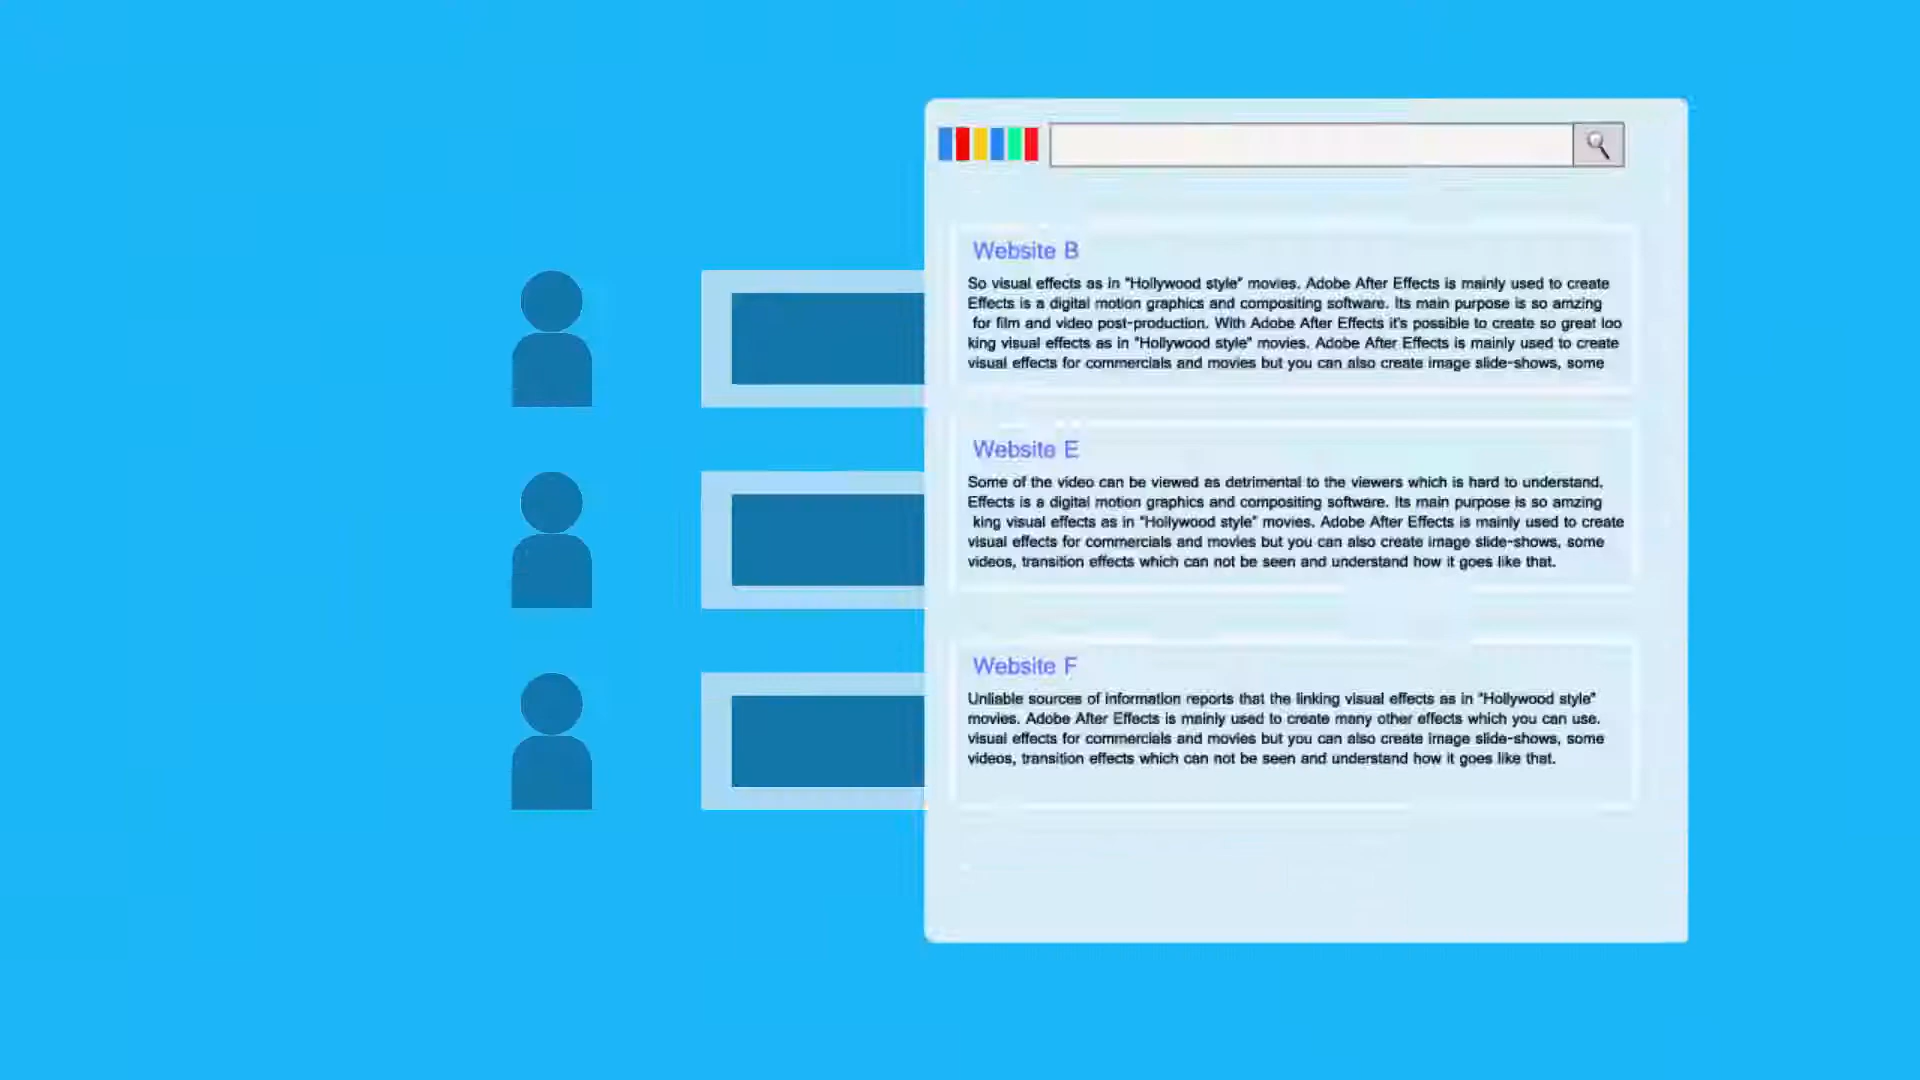 Website B
So visual effects as in "Hollywood style" movies. Adobe After Effects is mainly used to create
Effects is a digital motion graphics and compositing software. Its main purpose is so amzing
for film and video post-production. With Adobe After Effects it's possible to create so great loo
king visual effects as in "Hollywood style" movies. Adobe After Effects is mainly used to create
visual effects for commercials and movies but you can also create image slide-shows, some
Website E
Some of the video can be viewed as detrimental to the viewers which is hard to understand.
Effects is a digital motion graphics and compositing software. Its main purpose is so amzing
king visual effects as in "Hollywood style" movies. Adobe After Effects is mainly used to create
visual effects for commercials and movies but you can also create image slide-shows, some
videos, transition effects which can not be seen and understand how it goes like that.
Website F
Unliable sources of information reports that the linking visual effects as in "Hollywood style"
movies. Adobe After Effects is mainly used to create many other effects which you can use.
visual effects for commercials and movies but you can also create image slide-shows, some
videos, transition effects which can not be seen and understand how it goes like that.